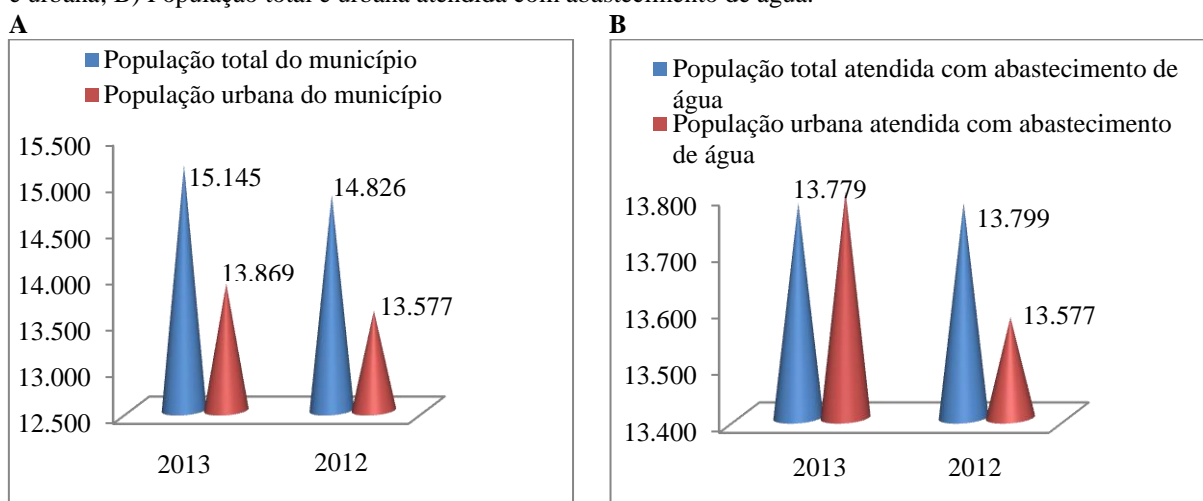 e urbana; B) População total e urbana atendida com abastecimento de água.
A
População total do município
População urbana do município
15.500
15.000
14.500
14.000
13.500
13.000
12.500
15.145
13.869
14.826
13.577
2013
2012
B
População total atendida com abastecimento de
água
População urbana atendida com abastecimento
de água
13.800
13.700
13.600
13.500
13.400
13.779
13.799
13.577
2013
2012